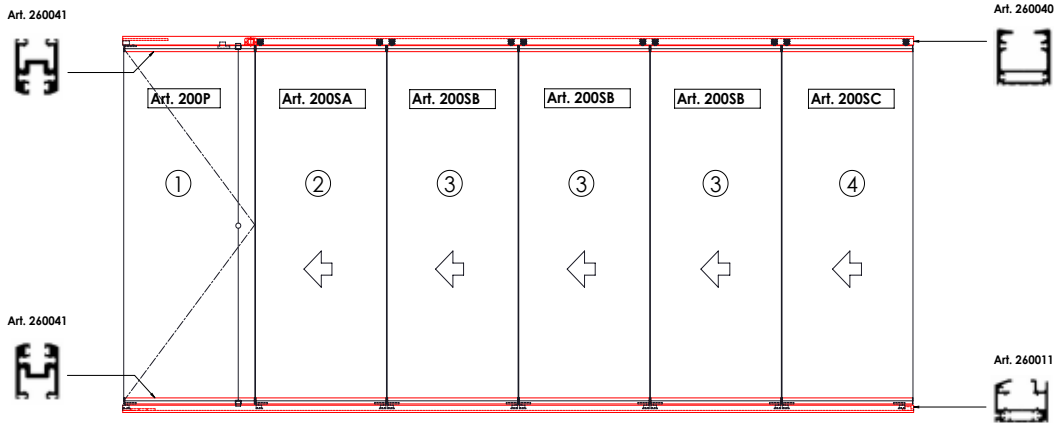 Art. 260041
Art. 260040
Art. 200P
Art. 200SA
Art. 200SB
Art. 200SB
Art. 200SB
Art. 200SC
1
2
3
3
3
4
Art. 260041
Art. 260011